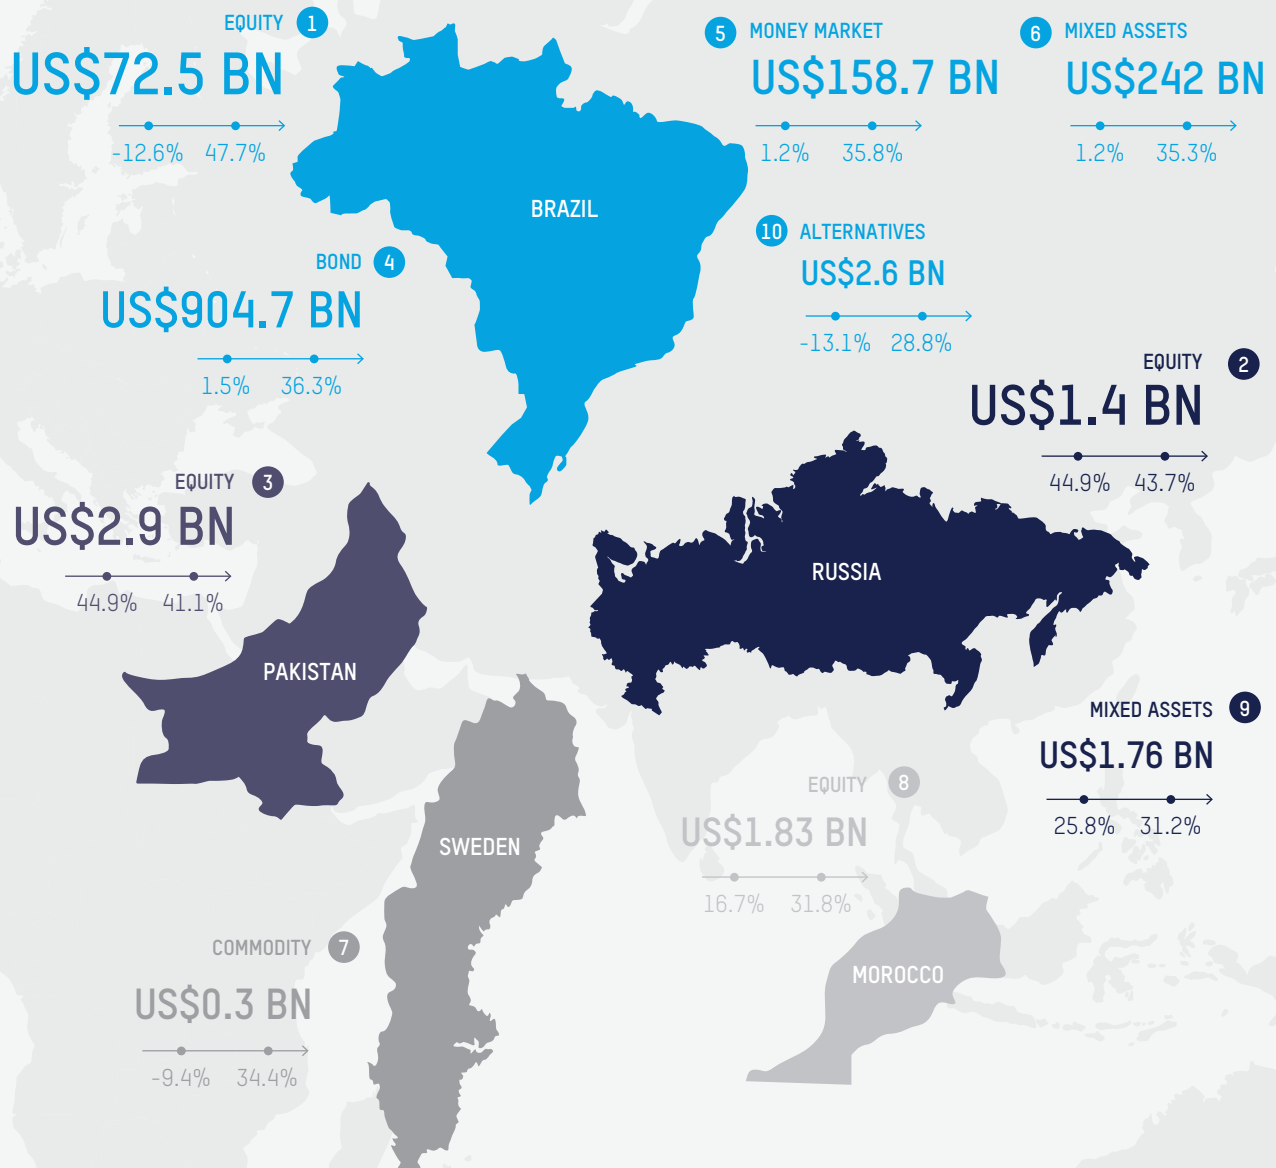 EQUITY 1
US$72.5 BN
-12.6% 47.7%
5 MONEY MARKET
US$158.7 BN
1.2% 35.8%
6 MIXED ASSETS
US$242 BN
1.2% 35.3%
BRAZIL
BOND 4
US$904.7 BN
1.5% 36.3%
10 ALTERNATIVES
US$2.6 BN
-13.1% 28.8%
EQUITY 2
US$1.4 BN
44.9% 43.7%
EQUITY 3
US$2.9 BN
44.9% 41.1%
RUSSIA
PAKISTAN
MIXED ASSETS 9
US$1.76 BN
25.8% 31.2%
EQUITY 8
US$1.83 BN
16.7% 31.8%
SWEDEN
COMMODITY 7
US$0.3 BN
-9.4% 34.4%
MOROCCO